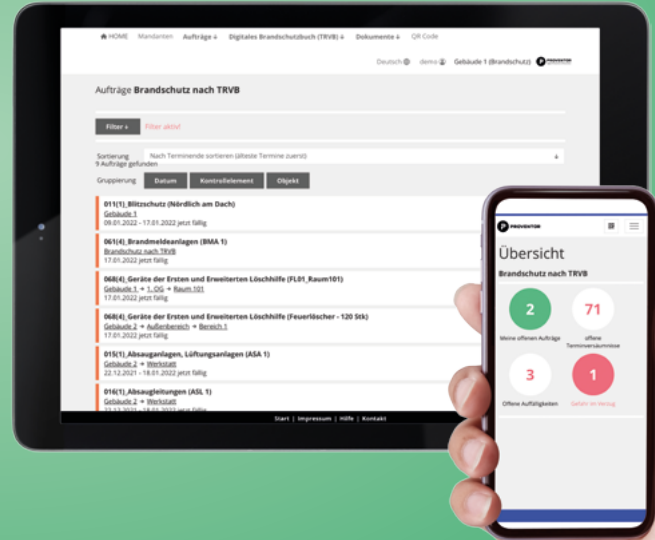 HOME Mandanten Aufträge Digitales Brandschutzbuch (TRVB) Dokumente QR Code
Deutsch demo Gebäude 1 (Brandschutz) PROVENTOR
Aufträge Brandschutz nach TRVB
Filter Filter aktiv!
Sortierung Nach Terminende sortieren (älteste Termine zuerst)
9 Aufträge gefunden
Gruppierung Datum Kontrollelement Objekt
011(1)_Blitzschutz (Nördlich am Dach)
Gebäude 1
09.01.2022 - 17.01.2022 jetzt fällig
061(4)_Brandmeldeanlagen (BMA 1)
Brandschutz nach TRVB
17.01.2022 jetzt fällig
068(4)_Geräte der Ersten und Erweiterten Löschhilfe (FL01_Raum101)
Gebäude 1 → 1. OG → Raum 101
17.01.2022 jetzt fällig
068(4)_Geräte der Ersten und Erweiterten Löschhilfe (Feuerlöscher - 120 Stk)
Gebäude 2 → Außenbereich → Bereich 1
17.01.2022 jetzt fällig
015(1)_Absauganlagen, Lüftungsanlagen (ASA 1)
Gebäude 2 → Werkstatt
22.12.2021 - 18.01.2022 jetzt fällig
016(1)_Absaugleitungen (ASL 1)
Gebäude 2 → Werkstatt
22.12.2021 - 18.01.2022 jetzt fällig
Start | Impressum | Hilfe | Kontakt
PROVENTOR
Übersicht
Brandschutz nach TRVB
2
Meine offenen Aufträge
71
offene
Terminversäumnisse
3
Offene Auffälligkeiten
1
Gefahr im Verzug